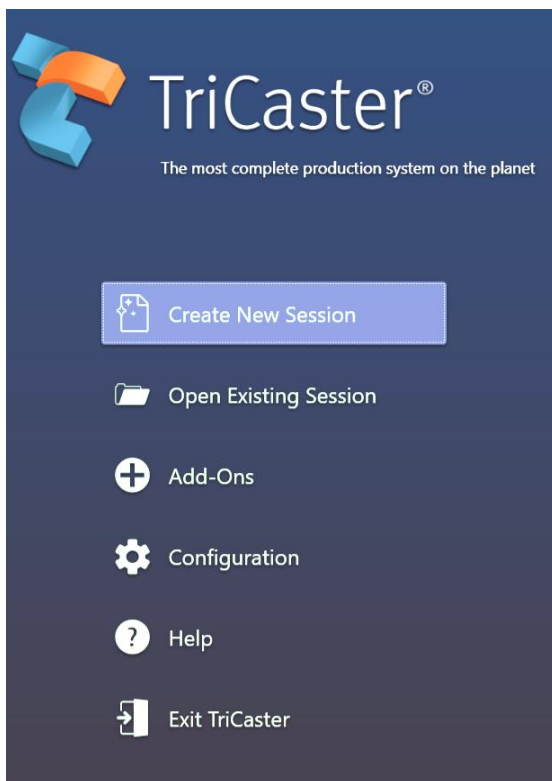 TriCaster®
The most complete production system on the planet
Create New Session
Open Existing Session
Add-Ons
Configuration
? Help
Exit TriCaster